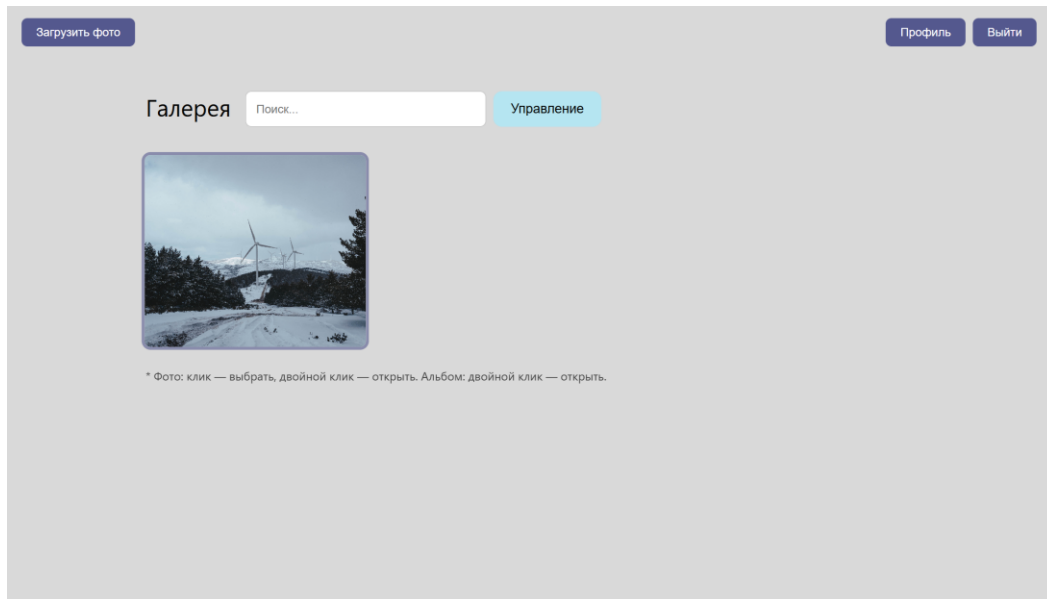 Загрузить фото
Профиль
Выйти
Галерея
Поиск...
Управление
* Фото: клик — выбрать, двойной клик — открыть. Альбом: двойной клик — открыть.